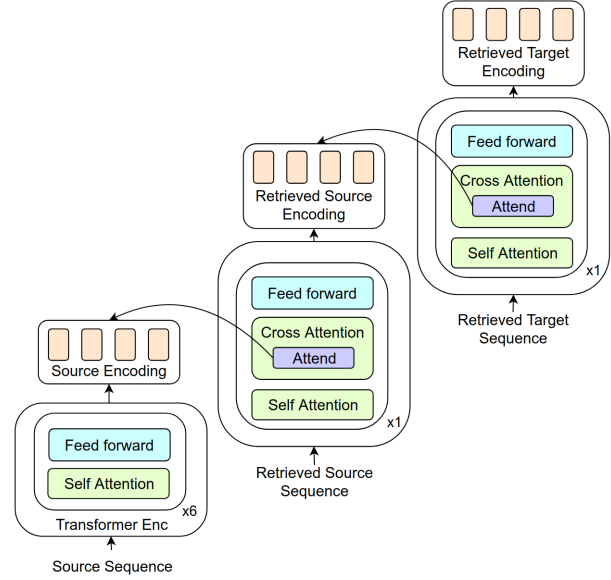 Retrieved Target
Encoding
Feed forward
Cross Attention
Attend
Self Attention
x1
Retrieved Target
Sequence
Retrieved Source
Encoding
Feed forward
Cross Attention
Attend
Self Attention
x1
Retrieved Source
Sequence
Source Encoding
Feed forward
Self Attention
x6
Transformer Enc
Source Sequence